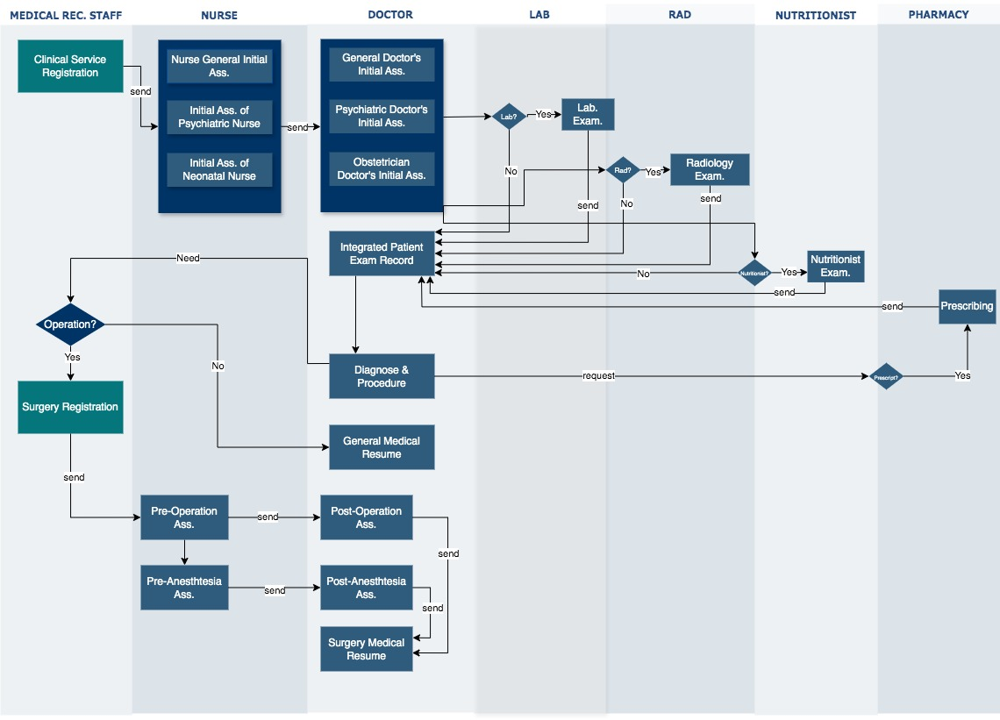 MEDICAL REC. STAFF
NURSE
DOCTOR
LAB
RAD
NUTRITIONIST
PHARMACY
Clinical Service
Registration
send
Nurse General Initial
Ass.
Initial Ass. of
Psychiatric Nurse
Initial Ass. of
Neonatal Nurse
send
General Doctor's
Initial Ass.
Psychiatric Doctor's
Initial Ass.
Obstetrician
Doctor's Initial Ass.
Lab?
Yes
Lab.
Exam.
No
send
Rad?
Yes
Radiology
Exam.
No
send
Integrated Patient
Exam Record
Nutritionist?
Yes
Nutritionist
Exam.
No
send
Prescribing
send
Need
Operation?
Yes
No
Diagnose &
Procedure
request
Prescript?
Yes
Surgery Registration
General Medical
Resume
send
Pre-Operation
Ass.
send
Post-Operation
Ass.
send
Pre-Anesthtesia
Ass.
send
Post-Anesthtesia
Ass.
send
Surgery Medical
Resume